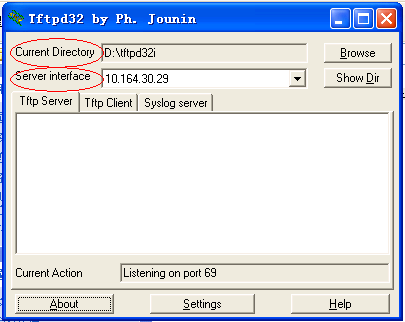 Tftpd32 by Ph. Jounin
Current Directory D:\tftpd32i Browse
Server interface 10.164.30.29 Show Dir
Tftp Server Tftp Client Syslog server
Current Action Listening on port 69
About Settings Help